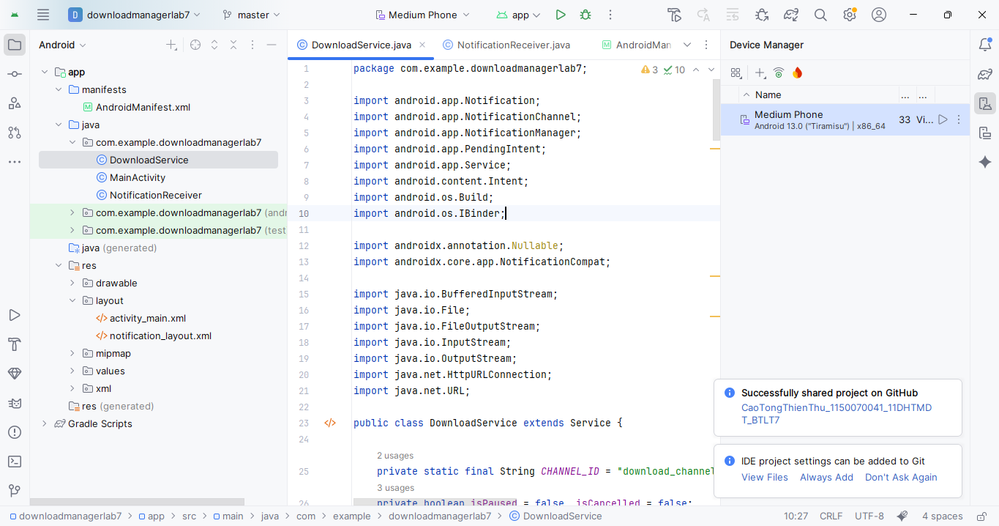 D downloadmanagerlab7 master Medium Phone app
Android
app
manifests
M AndroidManifest.xml
java
com.example.downloadmanagerlab7
C DownloadService
C MainActivity
C NotificationReceiver
com.example.downloadmanagerlab7 (andr
com.example.downloadmanagerlab7 (test
java (generated)
res
drawable
layout
</> activity_main.xml
</> notification_layout.xml
mipmap
values
xml
res (generated)
Gradle Scripts
C DownloadService.java C NotificationReceiver.java M AndroidMan
3 10
1 package com.example.downloadmanagerlab7;
2
3 import android.app.Notification;
4 import android.app.NotificationChannel;
5 import android.app.NotificationManager;
6 import android.app.PendingIntent;
7 import android.app.Service;
8 import android.content.Intent;
9 import android.os.Build;
10 import android.os.IBinder;
11
12 import androidx.annotation.Nullable;
13 import androidx.core.app.NotificationCompat;
14
15 import java.io.BufferedInputStream;
16 import java.io.File;
17 import java.io.FileOutputStream;
18 import java.io.InputStream;
19 import java.io.OutputStream;
20 import java.net.HttpURLConnection;
21 import java.net.URL;
22
23 </> public class DownloadService extends Service {
24
2 usages
25 private static final String CHANNEL_ID = "download_channel
3 usages
26 private boolean isPaused = false, isCancelled = false;
Device Manager
Name ... ...
Medium Phone 33 Vi...
Android 13.0 ("Tiramisu") | x86_64
Successfully shared project on GitHub
CaoTongThienThu_1150070041_11DHTMD
T_BTLT7
IDE project settings can be added to Git
View Files Always Add Don't Ask Again
downloadmanagerlab7 > app > src > main > java > com > example > downloadmanagerlab7 > C DownloadService 10:27 CRLF UTF-8 4 spaces